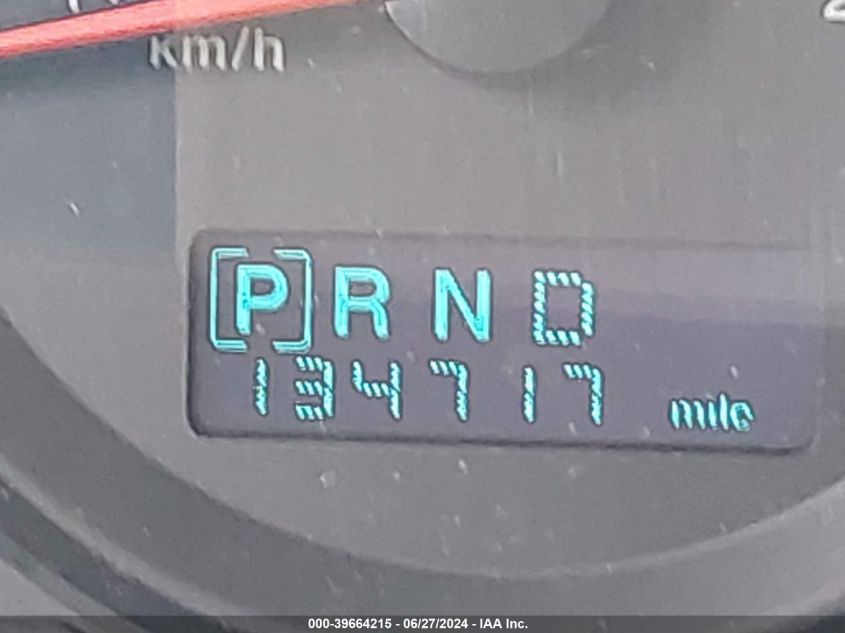 km/h
[P] R N D
134717 mile
000-39664215 - 06/27/2024 - IAA Inc.